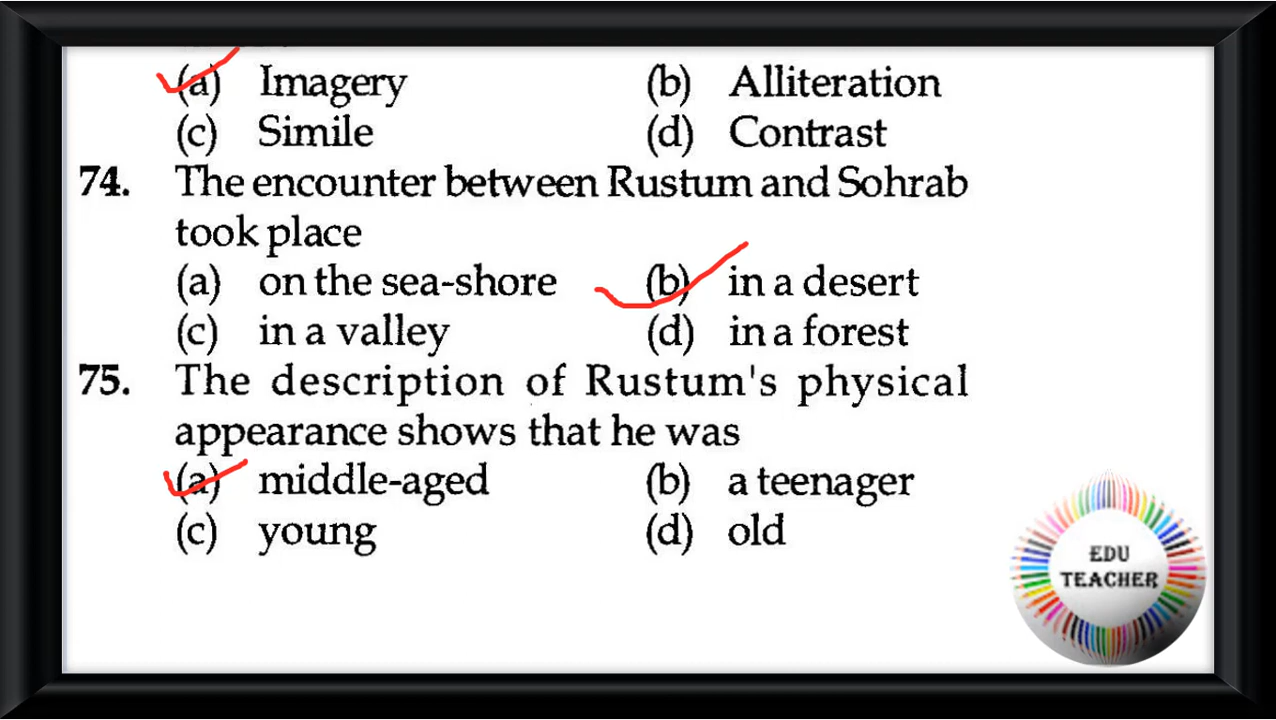 (a) Imagery (b) Alliteration
(c) Simile (d) Contrast
74. The encounter between Rustum and Sohrab
took place
(a) on the sea-shore (b) in a desert
(c) in a valley (d) in a forest
75. The description of Rustum's physical
appearance shows that he was
(a) middle-aged (b) a teenager
(c) young (d) old
EDU
TEACHER